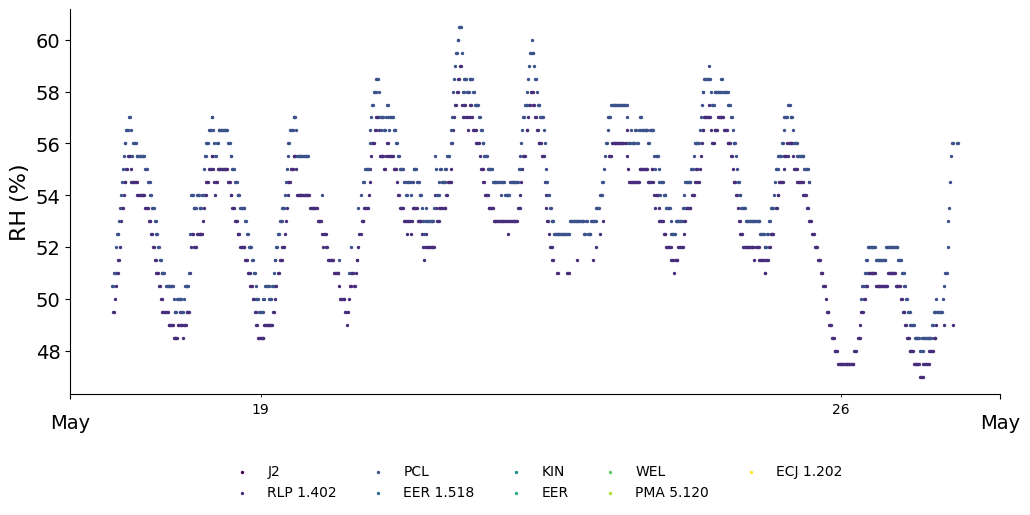 60
58
56
54
52
50
48
RH (%)
19
26
May
May
J2
PCL
KIN
WEL
ECJ 1.202
RLP 1.402
EER 1.518
EER
PMA 5.120